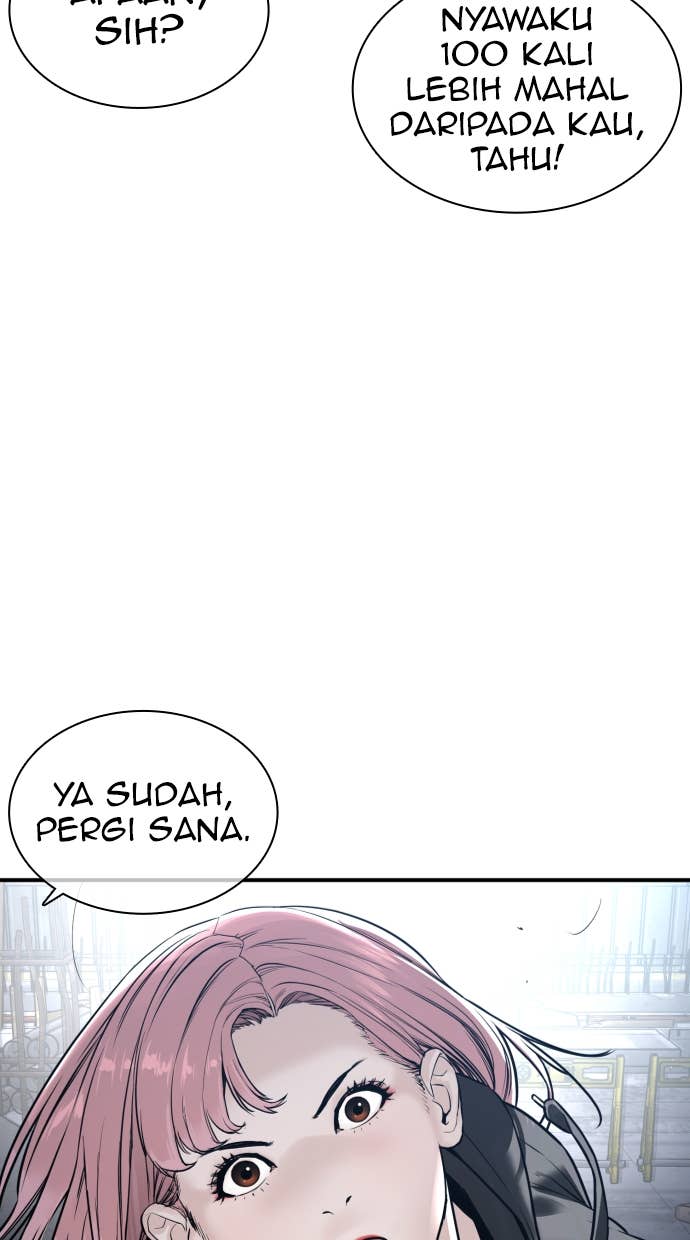 SIH?
NYAWAKU
100 KALI
LEBIH MAHAL
DARIPADA KAU,
TAHU!
YA SUDAH,
PERGI SANA.